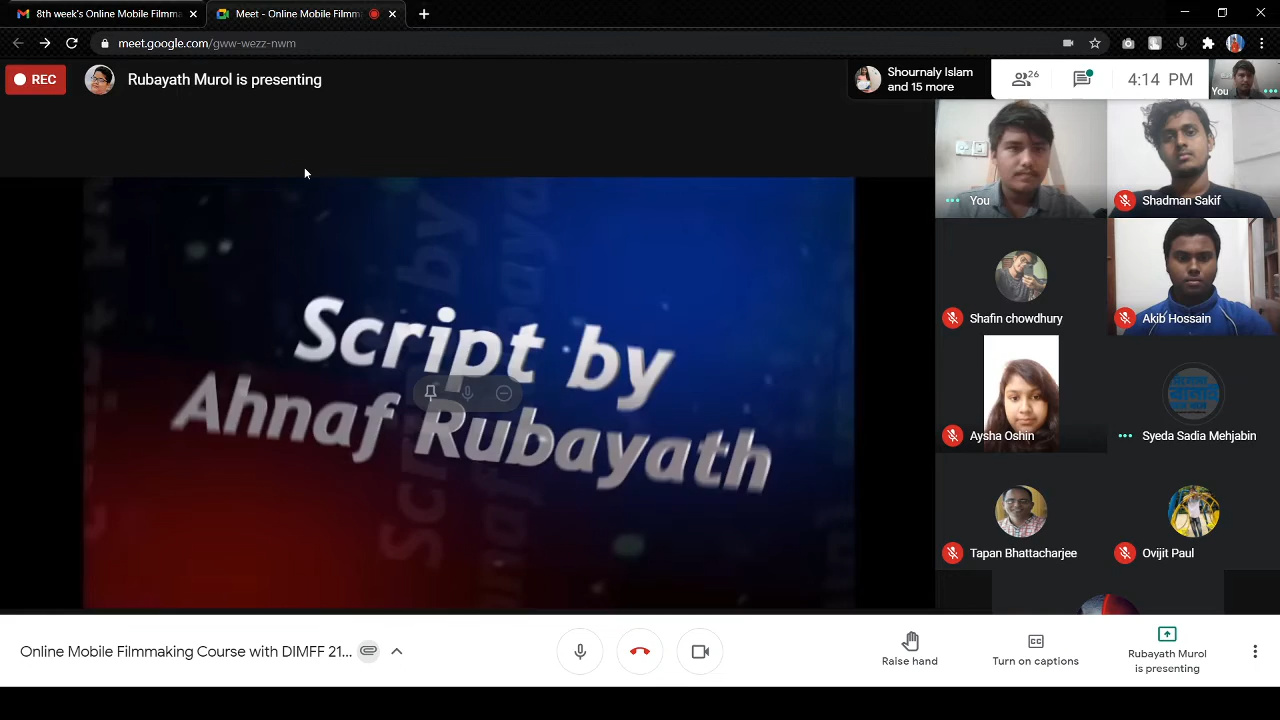 8th week's Online Mobile Filmma
Meet - Online Mobile Filmm
meet.google.com/gww-wezz-nwm
REC
Rubayath Murol is presenting
Shournaly Islam
and 15 more
26
4:14 PM
You
You
Shadman Sakif
Shafin chowdhury
Akib Hossain
Aysha Oshin
Syeda Sadia Mehjabin
Tapan Bhattacharjee
Ovijit Paul
Script by
Ahnaf Rubayath
Online Mobile Filmmaking Course with DIMFF 21...
Raise hand
CC
Turn on captions
Rubayath Murol
is presenting